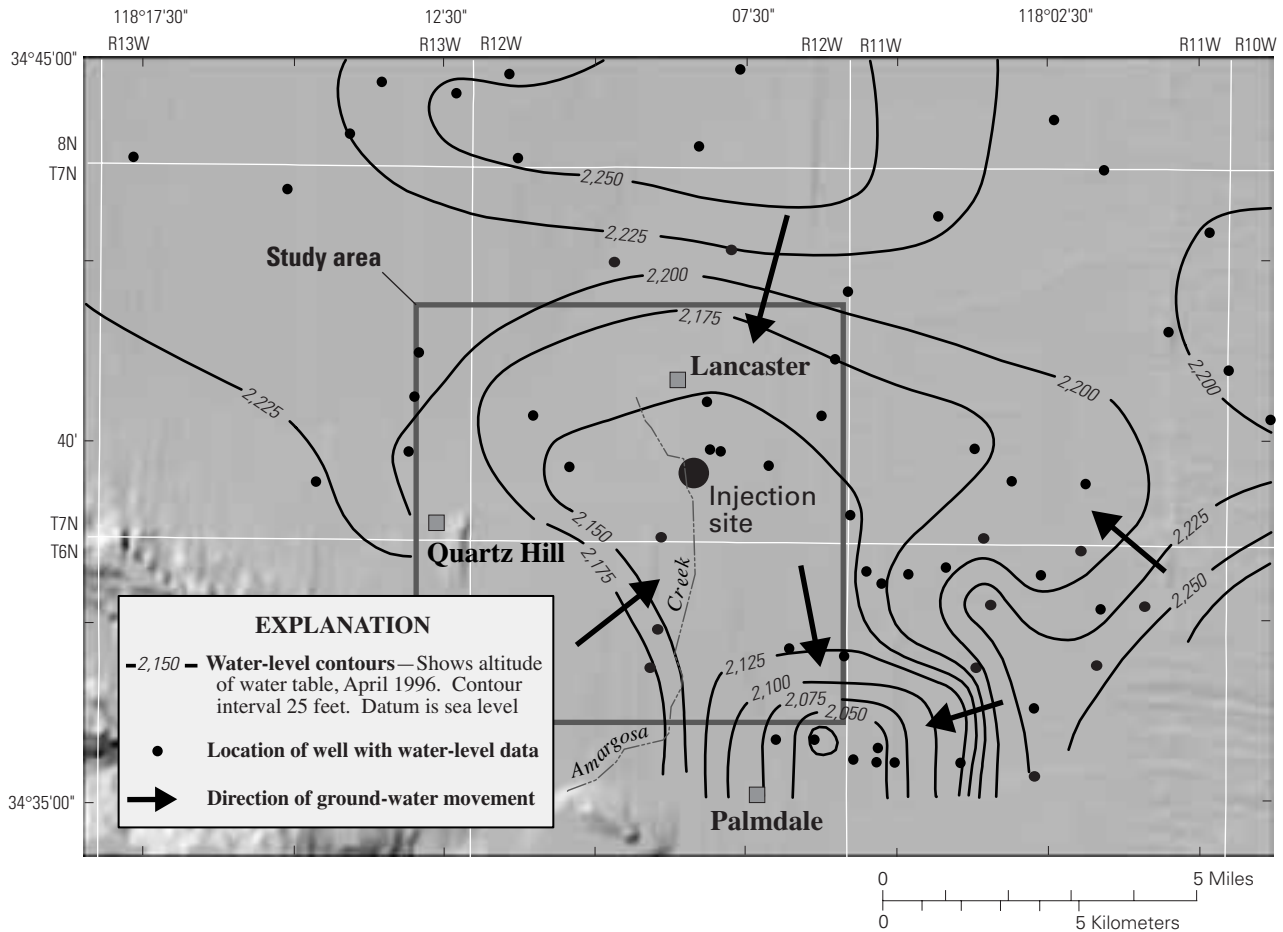 118°17'30" 12'30" 07'30" 118°02'30"
R13W R13W R12W R12W R11W R11W R10W
34°45'00"
8N
T7N
2,250
2,225
Study area
2,200
2,175
Lancaster
2,200
2,200
2,225
40'
Injection
site
T7N
T6N
2,150
2,175
Quartz Hill
Creek
2,225
2,250
EXPLANATION
2,150 Water-level contours—Shows altitude
of water table, April 1996. Contour
interval 25 feet. Datum is sea level
Location of well with water-level data
Direction of ground-water movement
2,125
2,100
2,075
2,050
Amargosa
34°35'00"
Palmdale
0 5 Miles
0 5 Kilometers